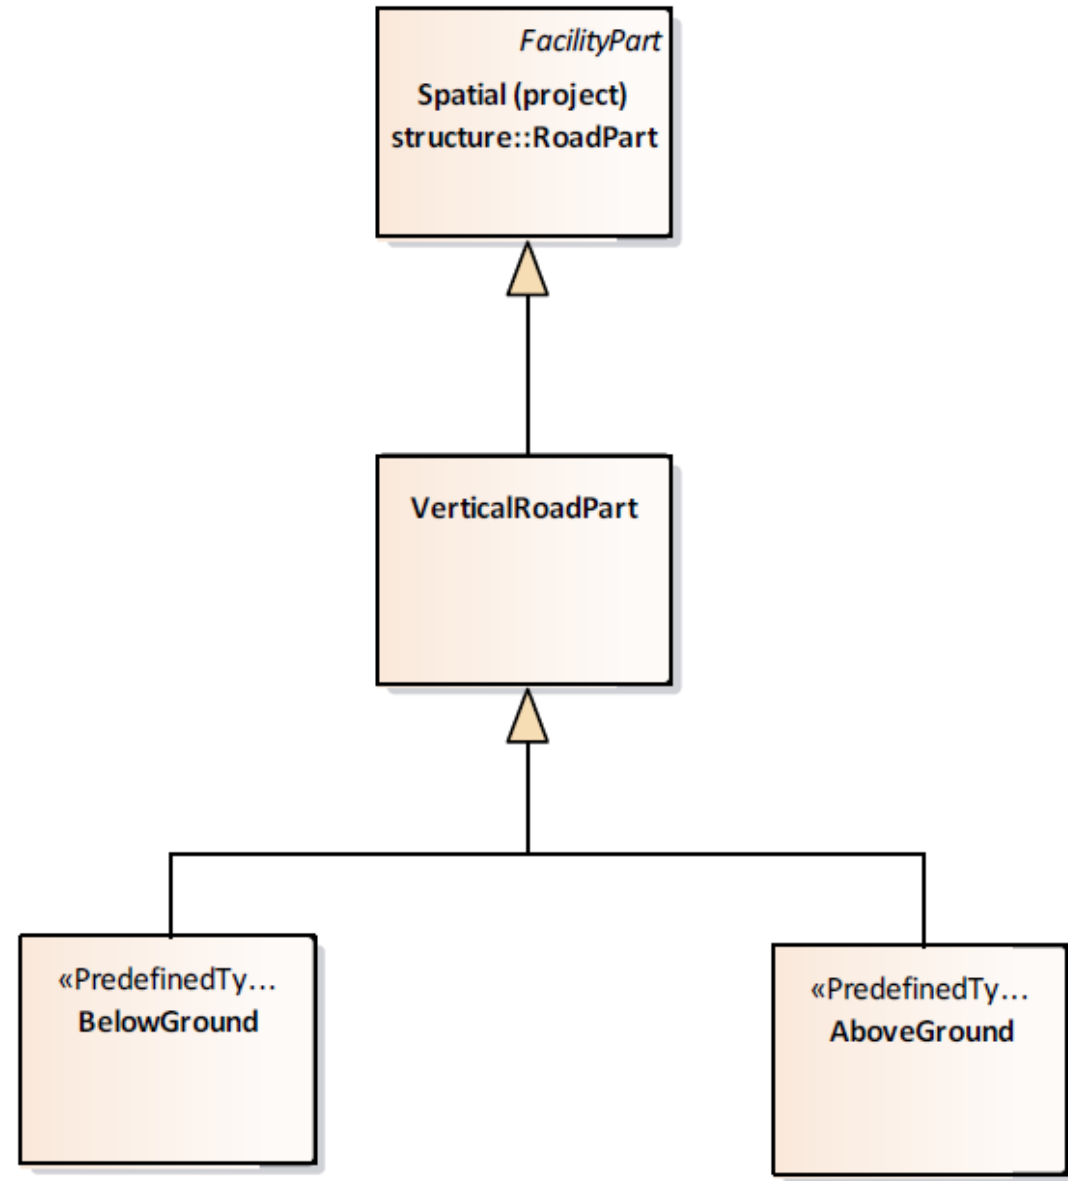 FacilityPart
Spatial (project)
structure::RoadPart
VerticalRoadPart
«PredefinedTy...
BelowGround
«PredefinedTy...
AboveGround